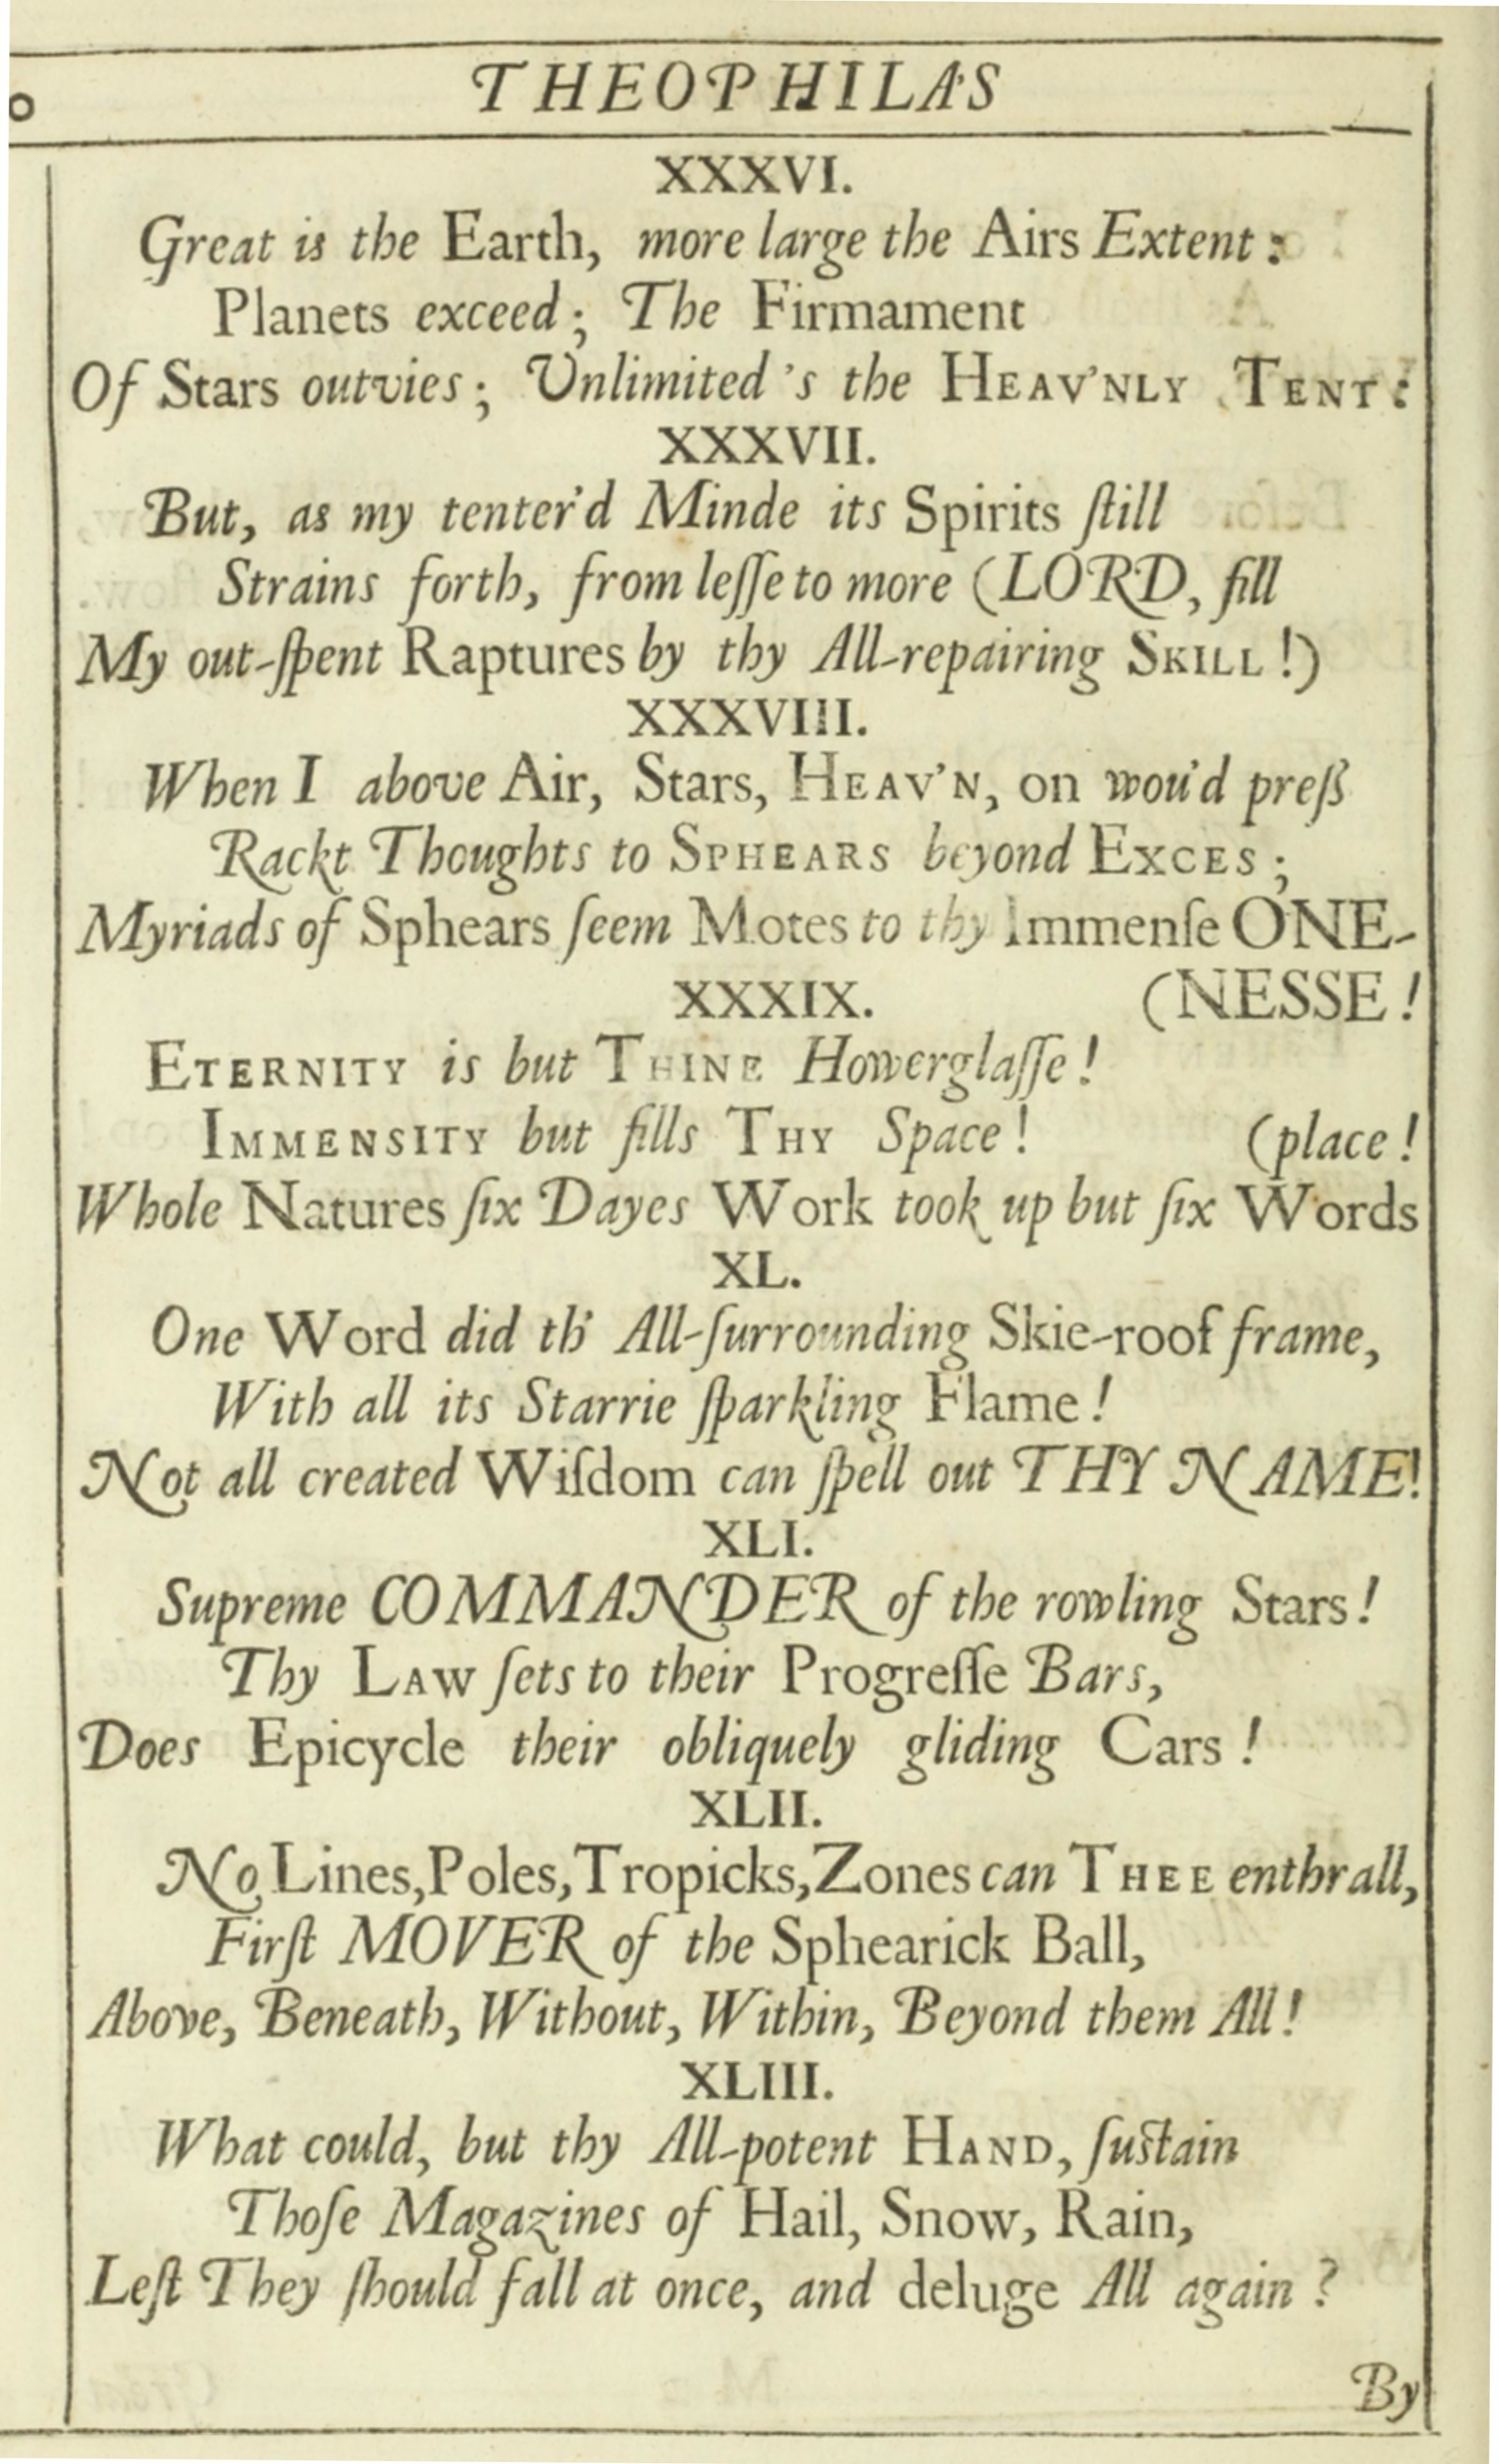 o
THEOPHILA'S
XXXVI.
Great is the Earth, more large the Airs Extent:
Planets exceed; The Firmament
Of Stars outvies; Unlimited's the HEAV'NLY TENT:
XXXVII.
But, as my tenter'd Minde its Spirits ſtill
Strains forth, from leſſe to more (LORD, fill
My out-ſpent Raptures by thy All-repairing SKILL!)
XXXVIII.
When I above Air, Stars, HEAV'N, on wou'd preß
Rackt Thoughts to SPHEARS beyond EXCES;
Myriads of Sphears ſeem Motes to thy Immenſe ONE-
(NESSE!
XXXIX.
ETERNITY is but THINE Howerglaſſe!
IMMENSITY but fills THY Space!
(place!
Whole Natures ſix Dayes Work took up but ſix Words
XL.
One Word did th' All-ſurrounding Skie-roof frame,
With all its Starrie ſparkling Flame!
Not all created Wiſdom can ſpell out THY NAME!
XLI.
Supreme COMMANDER of the rowling Stars!
Thy LAW ſets to their Progreſſe Bars,
Does Epicycle their obliquely gliding Cars!
XLII.
No Lines, Poles, Tropicks, Zones can THEE enthrall,
Firſt MOVER of the Sphearick Ball,
Above, Beneath, Without, Within, Beyond them All!
XLIII.
What could, but thy All-potent HAND, ſuſtain
Thoſe Magazines of Hail, Snow, Rain,
Leſt They ſhould fall at once, and deluge All again?
By